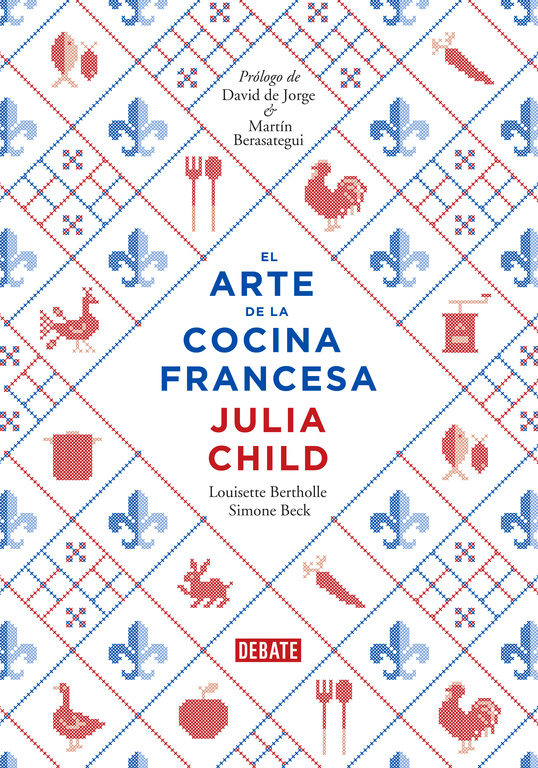 Prólogo de
David de Jorge
&
Martín
Berasategui
EL
ARTE
DE LA
COCINA
FRANCESA
JULIA
CHILD
Louisette Bertholle
Simone Beck
DEBATE